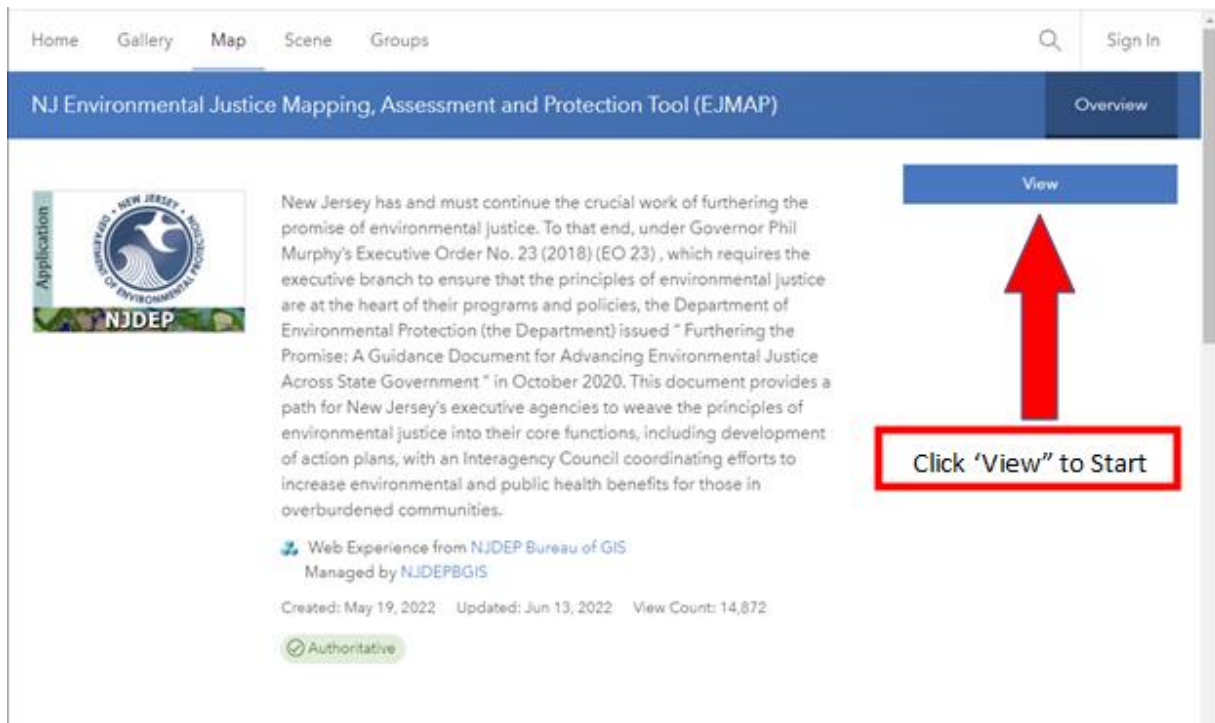 Home Gallery Map Scene Groups Sign In
NJ Environmental Justice Mapping, Assessment and Protection Tool (EJMAP) Overview
View
Application
NEW JERSEY
DEPARTMENT OF ENVIRONMENTAL PROTECTION
NJDEP
New Jersey has and must continue the crucial work of furthering the
promise of environmental justice. To that end, under Governor Phil
Murphy's Executive Order No. 23 (2018) (EO 23) , which requires the
executive branch to ensure that the principles of environmental justice
are at the heart of their programs and policies, the Department of
Environmental Protection (the Department) issued “ Furthering the
Promise: A Guidance Document for Advancing Environmental Justice
Across State Government “ in October 2020. This document provides a
path for New Jersey's executive agencies to weave the principles of
environmental justice into their core functions, including development
of action plans, with an Interagency Council coordinating efforts to
increase environmental and public health benefits for those in
overburdened communities.
Click ‘View” to Start
Web Experience from NJDEP Bureau of GIS
Managed by NJDEPBGIS
Created: May 19, 2022 Updated: Jun 13, 2022 View Count: 14,872
Authoritative